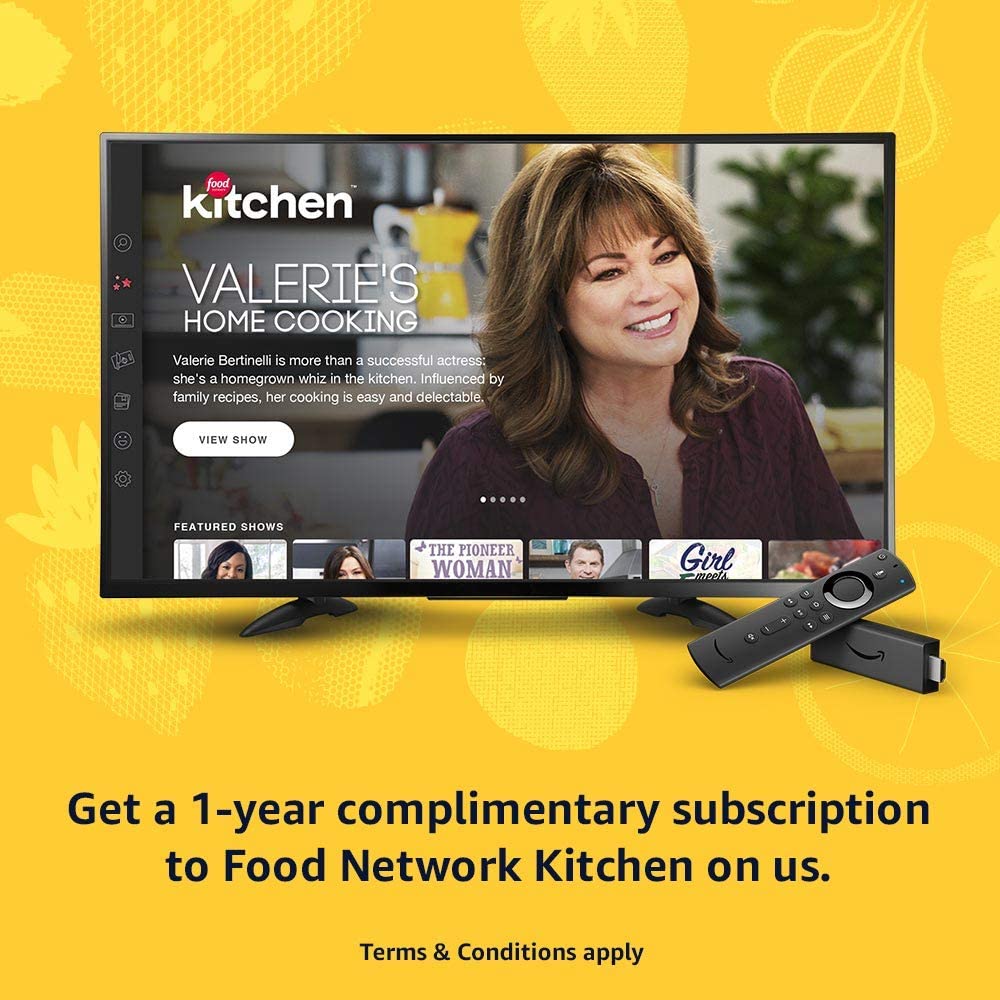 food
kitchen™
VALERIE'S
HOME COOKING
Valerie Bertinelli is more than a successful actress:
she's a homegrown whiz in the kitchen. Influenced by
family recipes, her cooking is easy and delectable.
VIEW SHOW
FEATURED SHOWS
THE PIONEER
WOMAN
Girl
meets
Get a 1-year complimentary subscription
to Food Network Kitchen on us.
Terms & Conditions apply